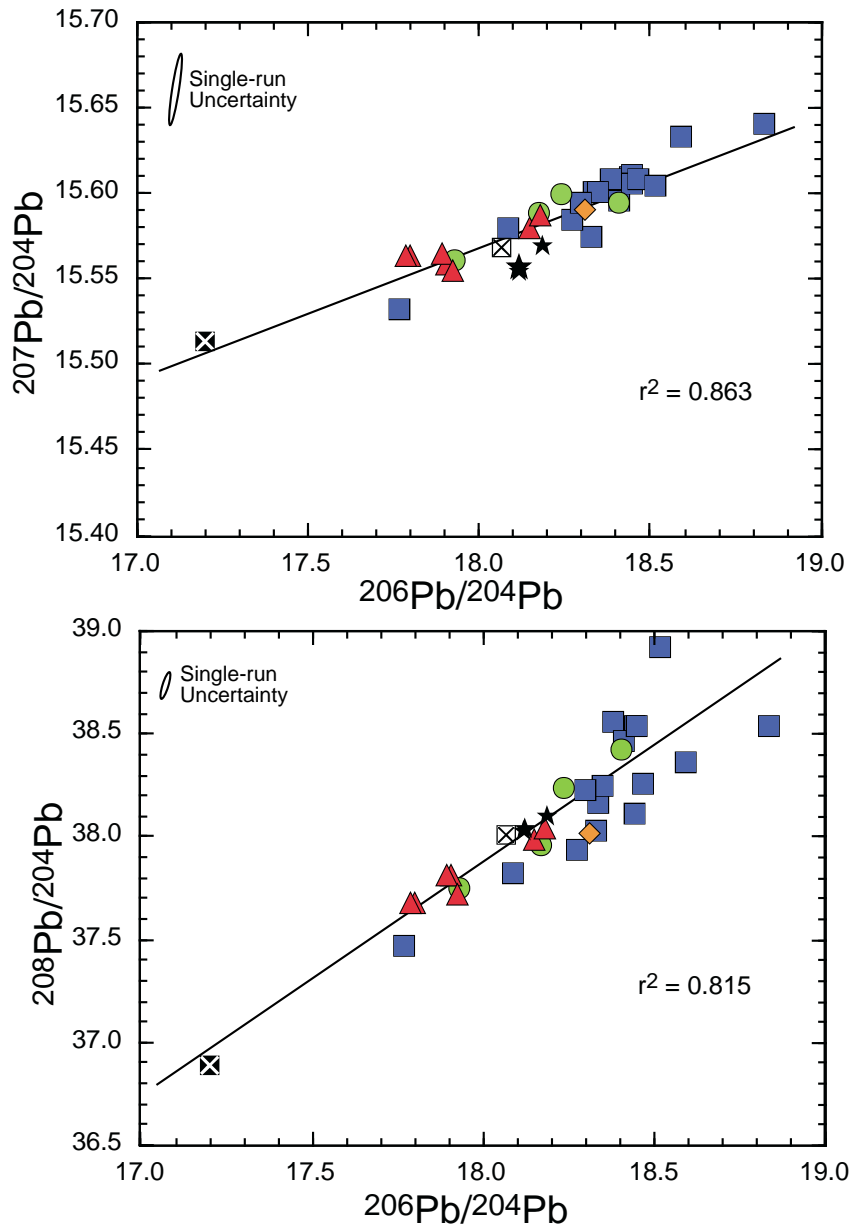 15.70
Single-run
Uncertainty
15.65
15.60
15.55
15.50
15.45
15.40
207Pb/204Pb
r2 = 0.863
17.0 17.5 18.0 18.5 19.0
206Pb/204Pb
39.0
Single-run
Uncertainty
38.5
38.0
37.5
37.0
36.5
208Pb/204Pb
r2 = 0.815
17.0 17.5 18.0 18.5 19.0
206Pb/204Pb